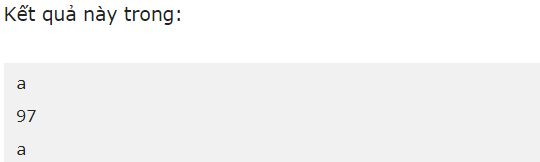 Kết quả này trong:
a
97
a